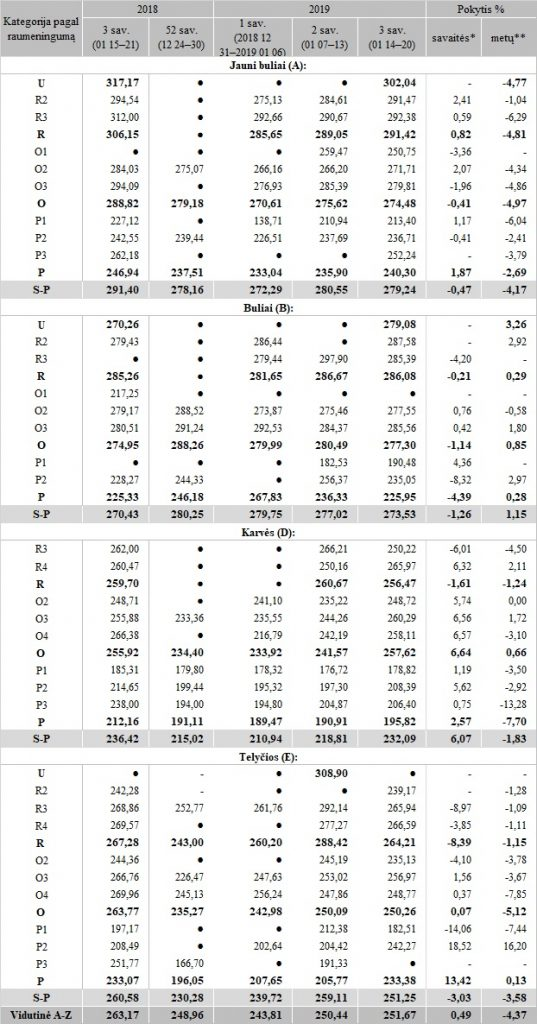 Kategorija pagal raumeningumą 2018 2019 Pokytis %
3 sav. (01 15–21) 52 sav. (12 24–30) 1 sav. (2018 12 31–2019 01 06) 2 sav. (01 07–13) 3 sav. (01 14–20) savaitės* metų**
Jauni buliai (A):
U 317,17 ● ● ● 302,04 - -4,77
R2 294,54 ● 275,13 284,61 291,47 2,41 -1,04
R3 312,00 ● 292,66 290,67 292,38 0,59 -6,29
R 306,15 ● 285,65 289,05 291,42 0,82 -4,81
O1 ● ● ● 259,47 250,75 -3,36 -
O2 284,03 275,07 266,16 266,20 271,71 2,07 -4,34
O3 294,09 ● 276,93 285,39 279,81 -1,96 -4,86
O 288,82 279,18 270,61 275,62 274,48 -0,41 -4,97
P1 227,12 ● 138,71 210,94 213,40 1,17 -6,04
P2 242,55 239,44 226,51 237,69 236,71 -0,41 -2,41
P3 262,18 ● ● ● 252,24 - -3,79
P 246,94 237,51 233,04 235,90 240,30 1,87 -2,69
S-P 291,40 278,16 272,29 280,55 279,24 -0,47 -4,17
Buliai (B):
U 270,26 ● ● ● 279,08 - 3,26
R2 279,43 ● 286,44 ● 287,58 - 2,92
R3 ● ● 279,44 297,90 285,39 -4,20 -
R 285,26 ● 281,65 286,67 286,08 -0,21 0,29
O1 217,25 ● ● ● ● - -
O2 279,17 288,52 273,87 275,46 277,55 0,76 -0,58
O3 280,51 291,24 292,53 284,37 285,56 0,42 1,80
O 274,95 288,26 279,99 280,49 277,30 -1,14 0,85
P1 ● ● ● 182,53 190,48 4,36 -
P2 228,27 244,33 ● 256,37 235,05 -8,32 2,97
P 225,33 246,18 267,83 236,33 225,95 -4,39 0,28
S-P 270,43 280,25 279,75 277,02 273,53 -1,26 1,15
Karvės (D):
R3 262,00 ● ● 266,21 250,22 -6,01 -4,50
R4 260,47 ● ● 250,16 265,97 6,32 2,11
R 259,70 ● ● 260,67 256,47 -1,61 -1,24
O2 248,71 ● 241,10 235,22 248,72 5,74 0,00
O3 255,88 233,36 235,55 244,26 260,29 6,56 1,72
O4 266,38 ● 216,79 242,19 258,11 6,57 -3,10
O 255,92 234,40 233,92 241,57 257,62 6,64 0,66
P1 185,31 179,80 178,32 176,72 178,82 1,19 -3,50
P2 214,65 199,44 195,32 197,30 208,39 5,62 -2,92
P3 238,00 194,00 194,80 204,87 206,40 0,75 -13,28
P 212,16 191,11 189,47 190,91 195,82 2,57 -7,70
S-P 236,42 215,02 210,94 218,81 232,09 6,07 -1,83
Telyčios (E):
U ● - ● 308,90 ● - -
R2 242,28 - ● ● 239,17 - -1,28
R3 268,86 252,77 261,76 292,14 265,94 -8,97 -1,09
R4 269,57 ● ● 277,27 266,59 -3,85 -1,11
R 267,28 243,00 260,20 288,42 264,21 -8,39 -1,15
O2 244,36 ● ● 245,19 235,13 -4,10 -3,78
O3 266,76 226,47 247,63 253,02 256,97 1,56 -3,67
O4 269,96 245,13 256,24 247,86 248,77 0,37 -7,85
O 263,77 235,27 242,98 250,09 250,26 0,07 -5,12
P1 197,17 ● ● 212,38 182,51 -14,06 -7,44
P2 208,49 ● 202,64 204,42 242,27 18,52 16,20
P3 251,77 166,70 ● 191,33 ● - -
P 233,07 196,05 207,65 205,77 233,38 13,42 0,13
S-P 260,58 230,28 239,72 259,11 251,25 -3,03 -3,58
Vidutinė A-Z 263,17 248,96 243,81 250,44 251,67 0,49 -4,37